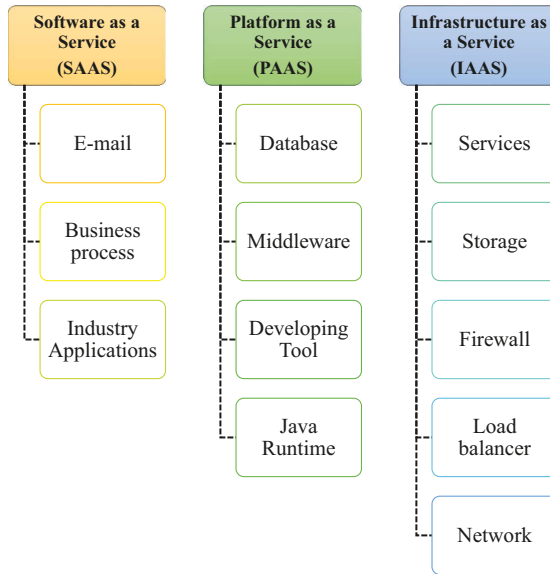 Software as a
Service
(SAAS)
E-mail
Business
process
Industry
Applications
Platform as a
Service
(PAAS)
Database
Middleware
Developing
Tool
Java
Runtime
Infrastructure as
a Service
(IAAS)
Services
Storage
Firewall
Load
balancer
Network